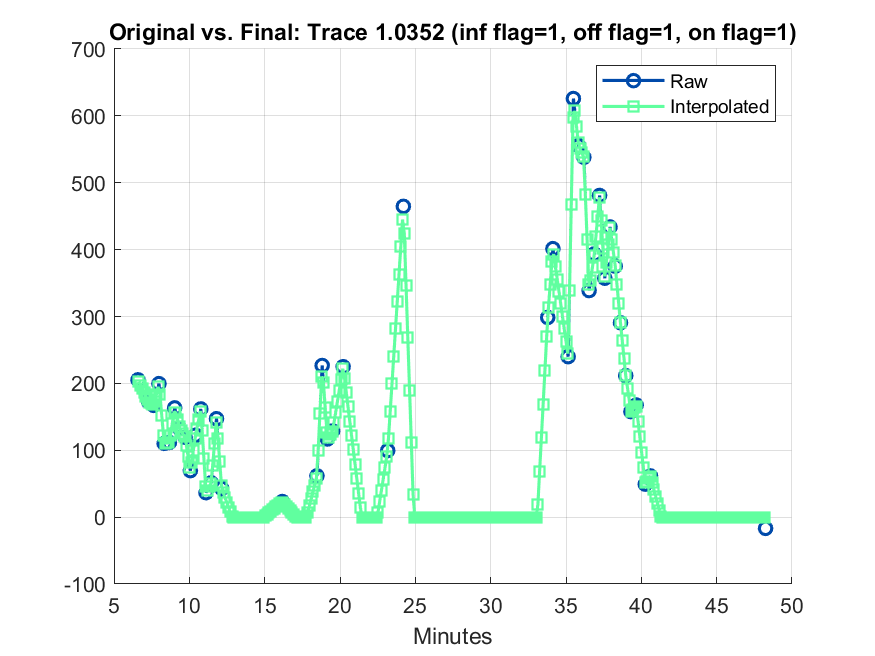 Original vs. Final: Trace 1.0352 (inf flag=1, off flag=1, on flag=1)
700
600
500
400
300
200
100
0
-100
Raw
Interpolated
5 10 15 20 25 30 35 40 45 50
Minutes